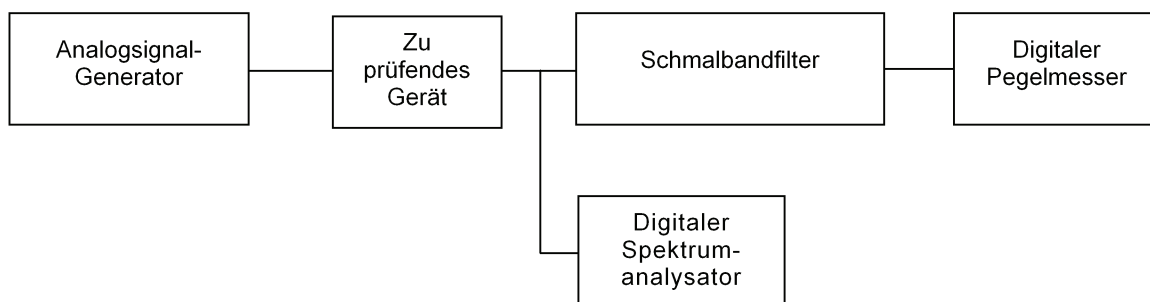 Analogsignal-
Generator
Zu
prüfendes
Gerät
Schmalbandfilter
Digitaler
Pegelmesser
Digitaler
Spektrum-
analysator